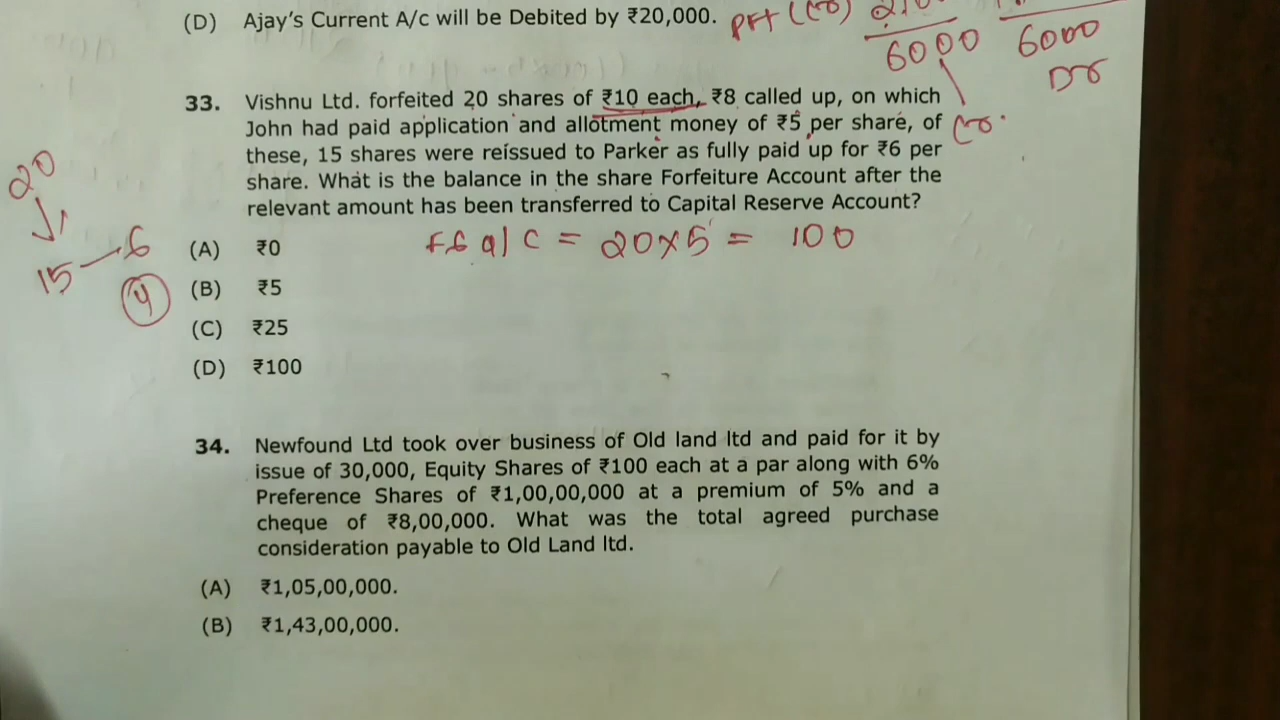 (D) Ajay's Current A/c will be Debited by ₹20,000.
Prt (Cr)
6000 6000
Dr
Cr.
33. Vishnu Ltd. forfeited 20 shares of ₹10 each, ₹8 called up, on which
John had paid application and allotment money of ₹5 per share, of
these, 15 shares were reissued to Parker as fully paid up for ₹6 per
share. What is the balance in the share Forfeiture Account after the
relevant amount has been transferred to Capital Reserve Account?
20
15 6
4
(A) ₹0
FF a/c = 20×5 = 100
(B) ₹5
(C) ₹25
(D) ₹100
34. Newfound Ltd took over business of Old land ltd and paid for it by
issue of 30,000, Equity Shares of ₹100 each at a par along with 6%
Preference Shares of ₹1,00,00,000 at a premium of 5% and a
cheque of ₹8,00,000. What was the total agreed purchase
consideration payable to Old Land ltd.
(A) ₹1,05,00,000.
(B) ₹1,43,00,000.